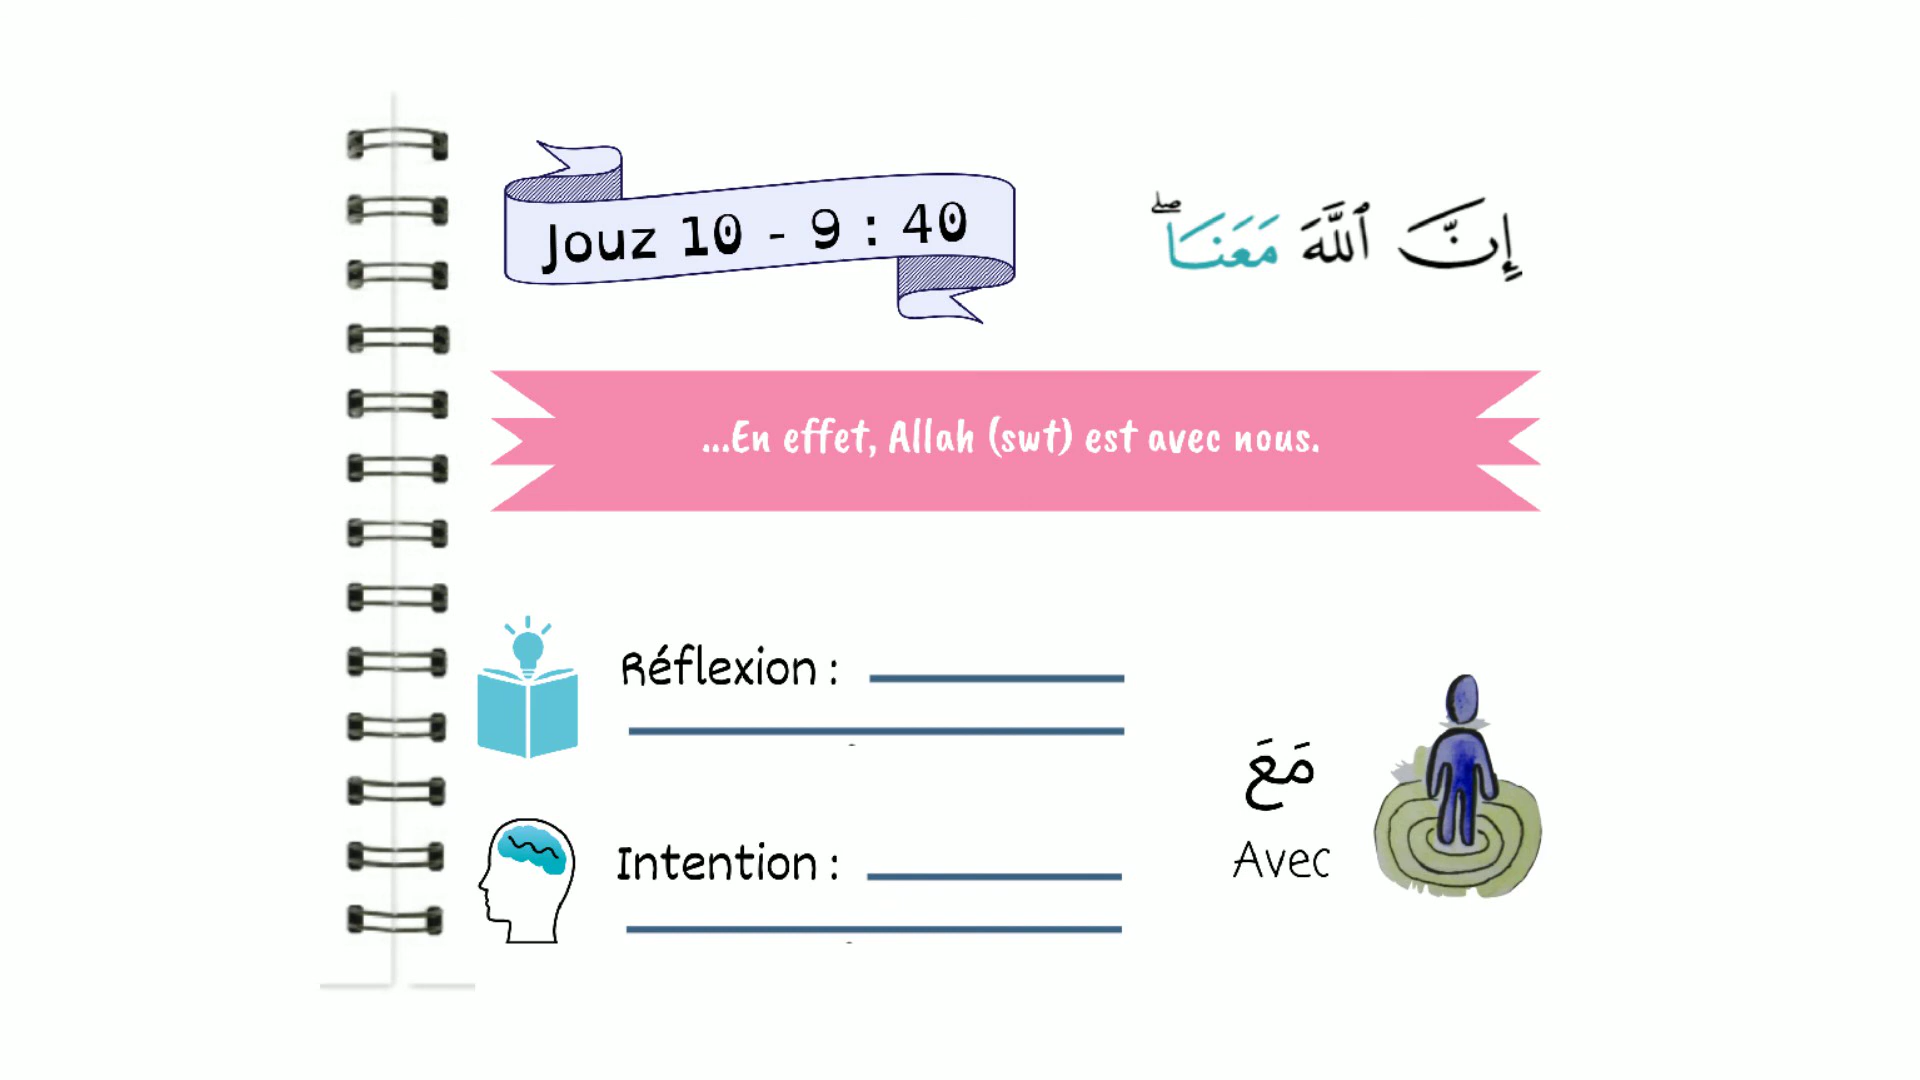 Jouz 10 - 9 : 40
إِنَّ ٱللَّهَ مَعَنَا ۖ
...En effet, Allah (swt) est avec nous.
Réflexion :
مَعَ
Avec
Intention :